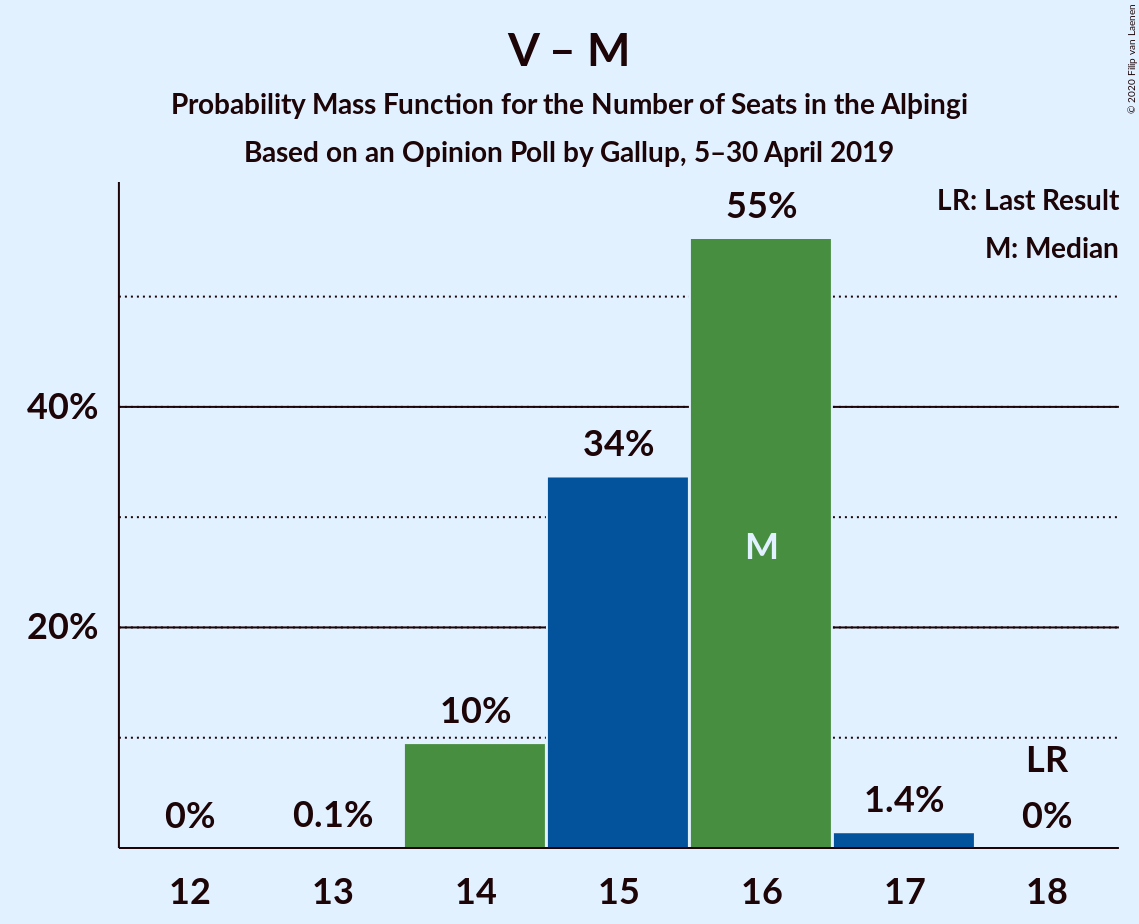 V – M
Probability Mass Function for the Number of Seats in the Alþingi
Based on an Opinion Poll by Gallup, 5–30 April 2019
© 2020 Filip van Laenen
LR: Last Result
M: Median
55%
40%
34%
M
20%
10%
LR
0%
0.1%
1.4%
0%
12
13
14
15
16
17
18